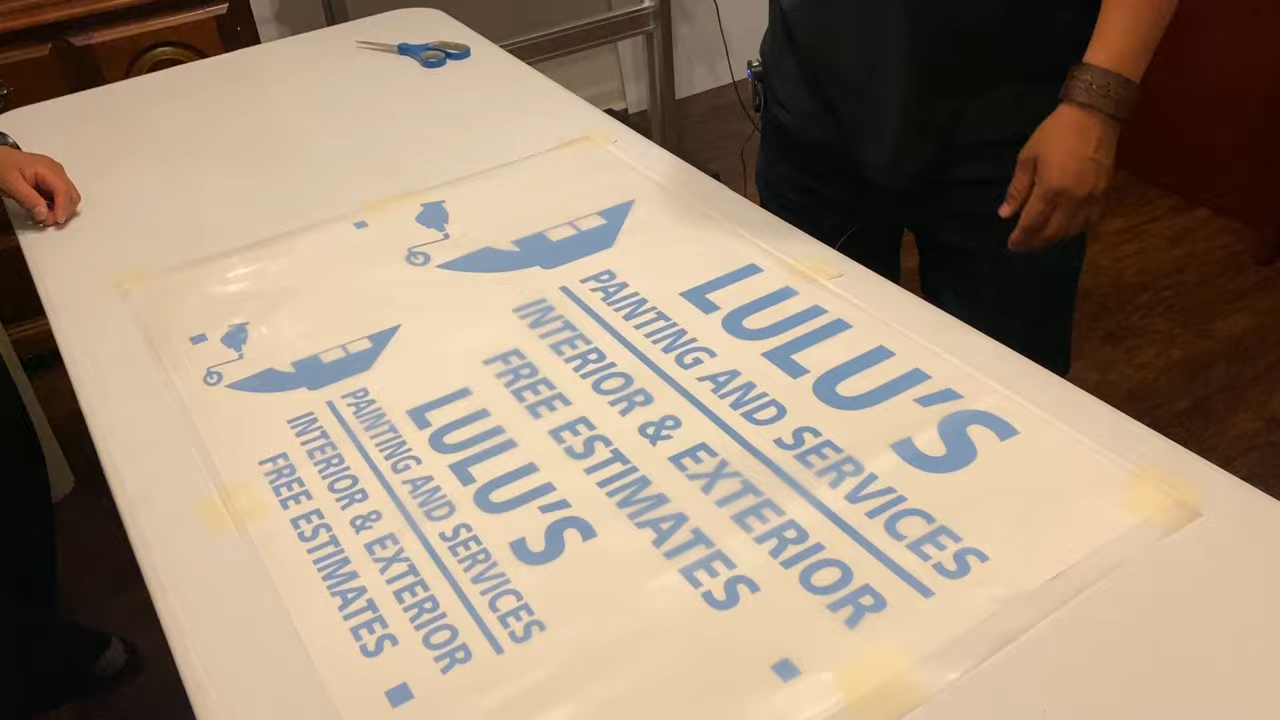 LULU'S
PAINTING AND SERVICES
INTERIOR & EXTERIOR
FREE ESTIMATES
LULU'S
PAINTING AND SERVICES
INTERIOR & EXTERIOR
FREE ESTIMATES